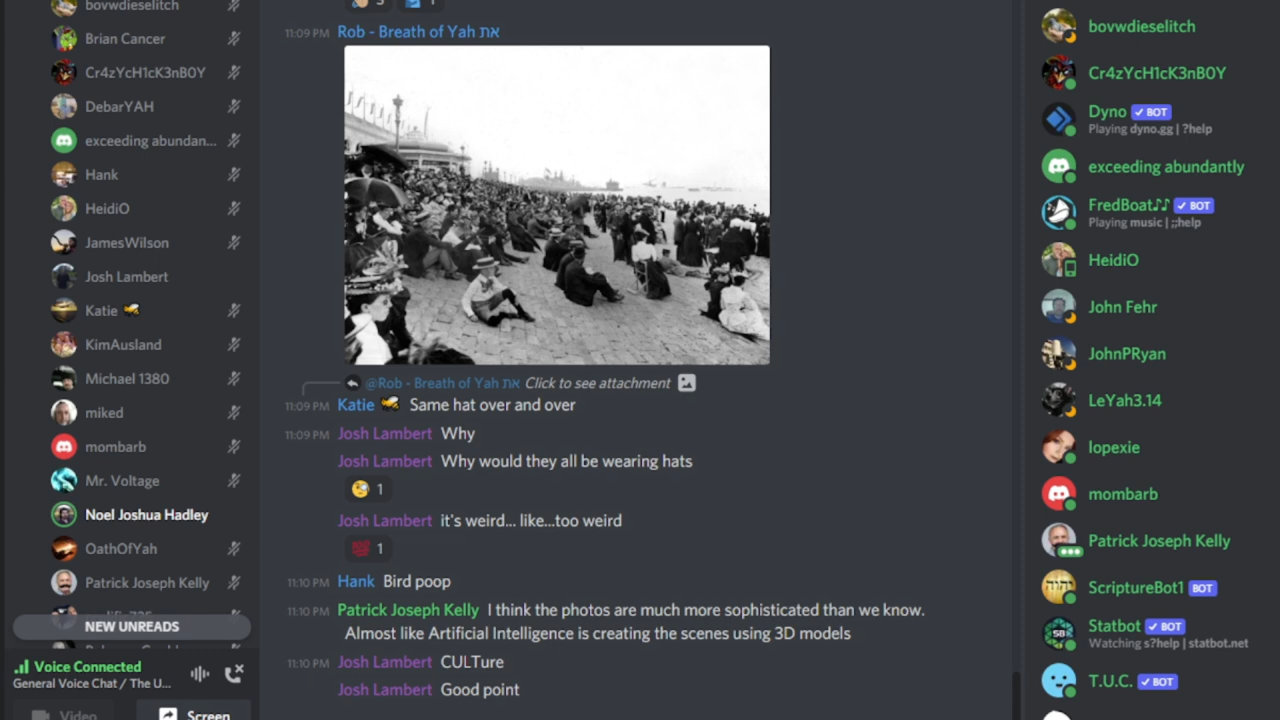 bovwdieselitch
Brian Cancer
Cr4zYcH1cK3nB0Y
DebarYAH
exceeding abundan...
Hank
HeidiO
JamesWilson
Josh Lambert
Katie
KimAusland
Michael 1380
miked
mombarb
Mr. Voltage
Noel Joshua Hadley
OathOfYah
Patrick Joseph Kelly
NEW UNREADS
Voice Connected
General Voice Chat / The U...
Video
Screen
3 1
11:09 PM Rob - Breath of Yah את
@Rob - Breath of Yah את Click to see attachment
11:09 PM Katie Same hat over and over
11:09 PM Josh Lambert Why
Josh Lambert Why would they all be wearing hats
1
Josh Lambert it's weird... like...too weird
1
11:10 PM Hank Bird poop
11:10 PM Patrick Joseph Kelly I think the photos are much more sophisticated than we know.
Almost like Artificial Intelligence is creating the scenes using 3D models
11:10 PM Josh Lambert CULTure
Josh Lambert Good point
bovwdieselitch
Cr4zYcH1cK3nB0Y
Dyno ✓ BOT
Playing dyno.gg | ?help
exceeding abundantly
FredBoat♪♪ ✓ BOT
Playing music | ;;help
HeidiO
John Fehr
JohnPRyan
LeYah3.14
lopexie
mombarb
Patrick Joseph Kelly
יהוה
ScriptureBot1 BOT
SB
Statbot ✓ BOT
Watching s?help | statbot.net
T.U.C. ✓ BOT